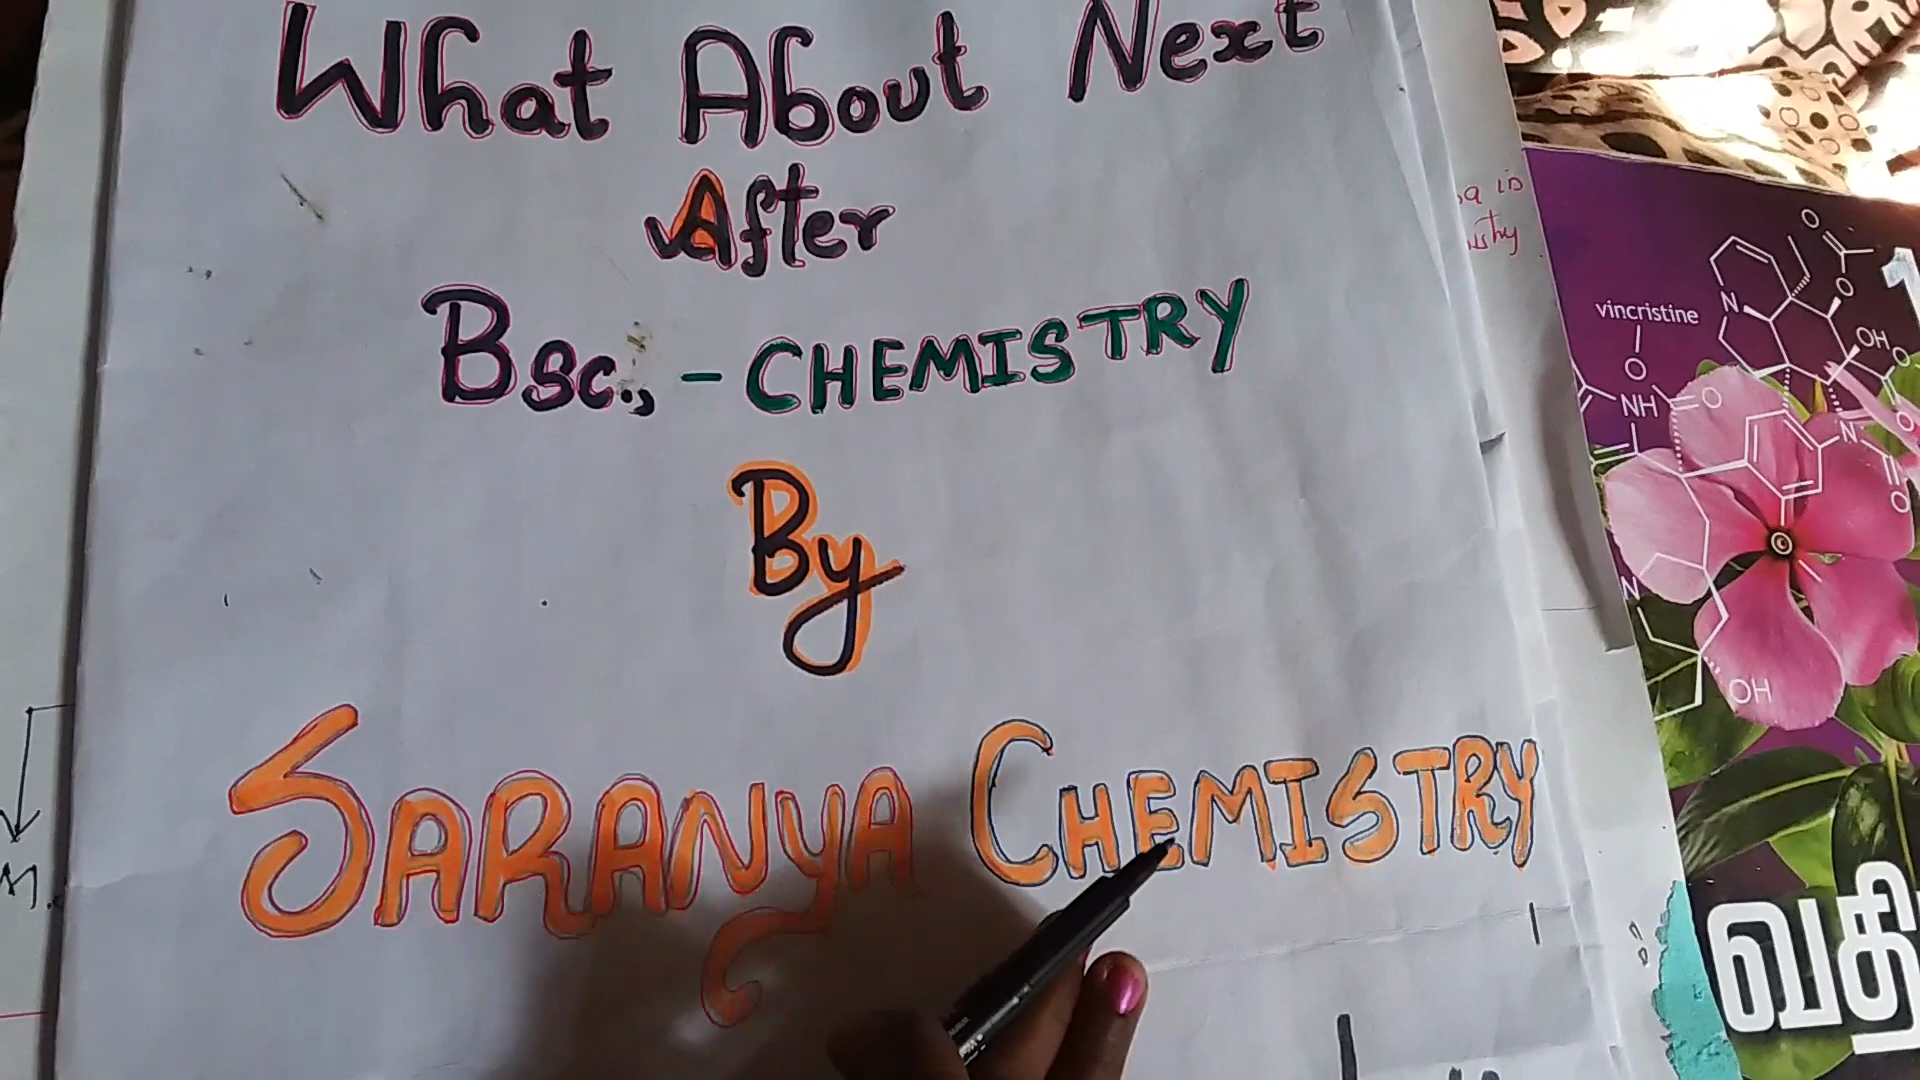 What About Next
After
Bsc., - CHEMISTRY
By
SARANYA CHEMISTRY
vincristine
N
O
O
OH
O
NH
O
N
O
O
N
OH